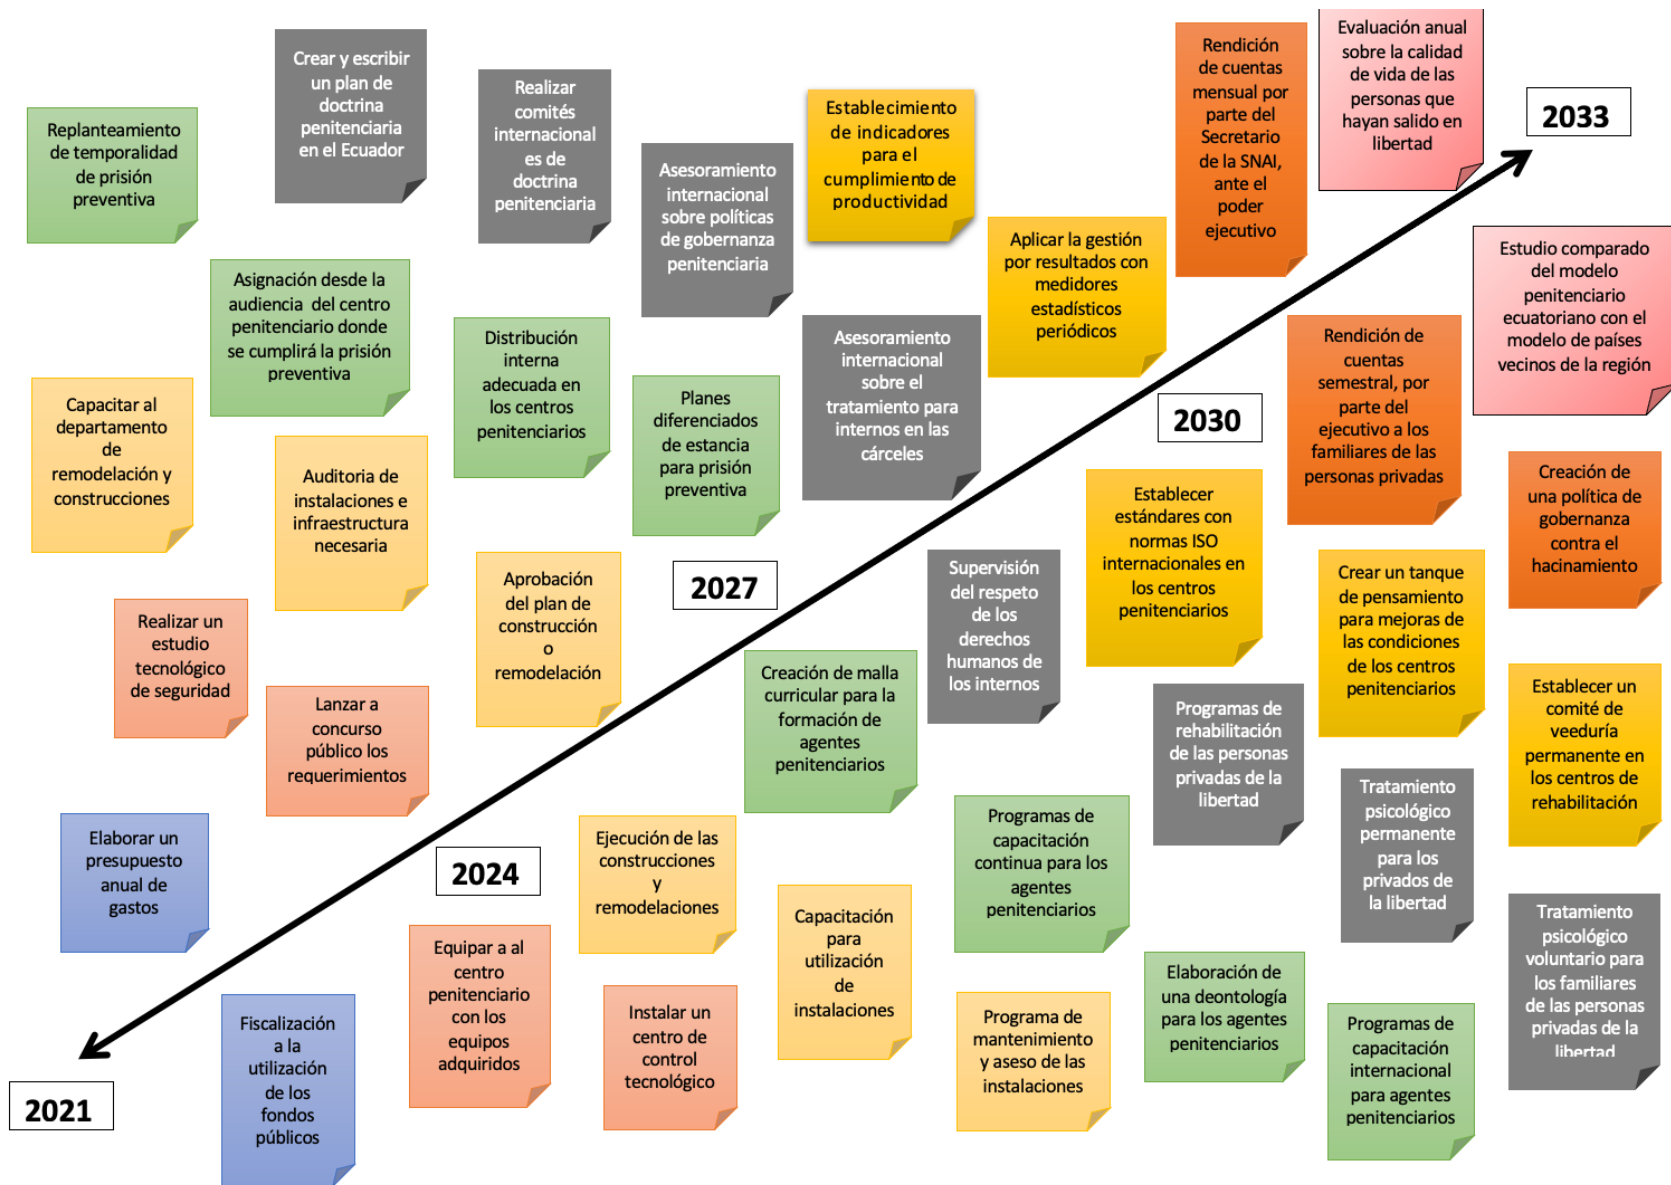 Replanteamiento
de temporalidad
de prisión
preventiva
Crear y escribir
un plan de
doctrina
penitenciaria
en el Ecuador
Realizar
comités
internacional
es de
doctrina
penitenciaria
Asesoramiento
internacional
sobre políticas
de gobernanza
penitenciaria
Establecimiento
de indicadores
para el
cumplimiento de
productividad
Rendición
de cuentas
mensual por
parte del
Secretario
de la SNAI,
ante el
poder
ejecutivo
Evaluación anual
sobre la calidad
de vida de las
personas que
hayan salido en
libertad
2033
Asignación desde la
audiencia del centro
penitenciario donde
se cumplirá la prisión
preventiva
Distribución
interna
adecuada en
los centros
penitenciarios
Planes
diferenciados
de estancia
para prisión
preventiva
Asesoramiento
internacional
sobre el
tratamiento para
internos en las
cárceles
Aplicar la gestión
por resultados con
medidores
estadísticos
periódicos
Estudio comparado
del modelo
penitenciario
ecuatoriano con el
modelo de países
vecinos de la región
Rendición de
cuentas
semestral, por
parte del
ejecutivo a los
familiares de las
personas privadas
2030
Capacitar al
departamento
de
remodelación y
construcciones
Auditoria de
instalaciones e
infraestructura
necesaria
Aprobación
del plan de
construcción
o
remodelación
2027
Supervisión
del respeto
de los
derechos
humanos de
los internos
Establecer
estándares con
normas ISO
internacionales en
los centros
penitenciarios
Crear un tanque
de pensamiento
para mejoras de
las condiciones
de los centros
penitenciarios
Creación de
una política de
gobernanza
contra el
hacinamiento
Realizar un
estudio
tecnológico
de seguridad
Lanzar a
concurso
público los
requerimientos
Creación de malla
curricular para la
formación de
agentes
penitenciarios
Programas de
rehabilitación
de las personas
privadas de la
libertad
Establecer un
comité de
veeduría
permanente en
los centros de
rehabilitación
Elaborar un
presupuesto
anual de
gastos
2024
Ejecución de las
construcciones
y
remodelaciones
Programas de
capacitación
continua para los
agentes
penitenciarios
Tratamiento
psicológico
permanente
para los
privados de
la libertad
Equipar a al
centro
penitenciario
con los
equipos
adquiridos
Capacitación
para
utilización
de
instalaciones
Tratamiento
psicológico
voluntario para
los familiares
de las personas
privadas de la
libertad
2021
Fiscalización
a la
utilización
de los
fondos
públicos
Instalar un
centro de
control
tecnológico
Programa de
mantenimiento
y aseso de las
instalaciones
Elaboración de
una deontología
para los agentes
penitenciarios
Programas de
capacitación
internacional
para agentes
penitenciarios